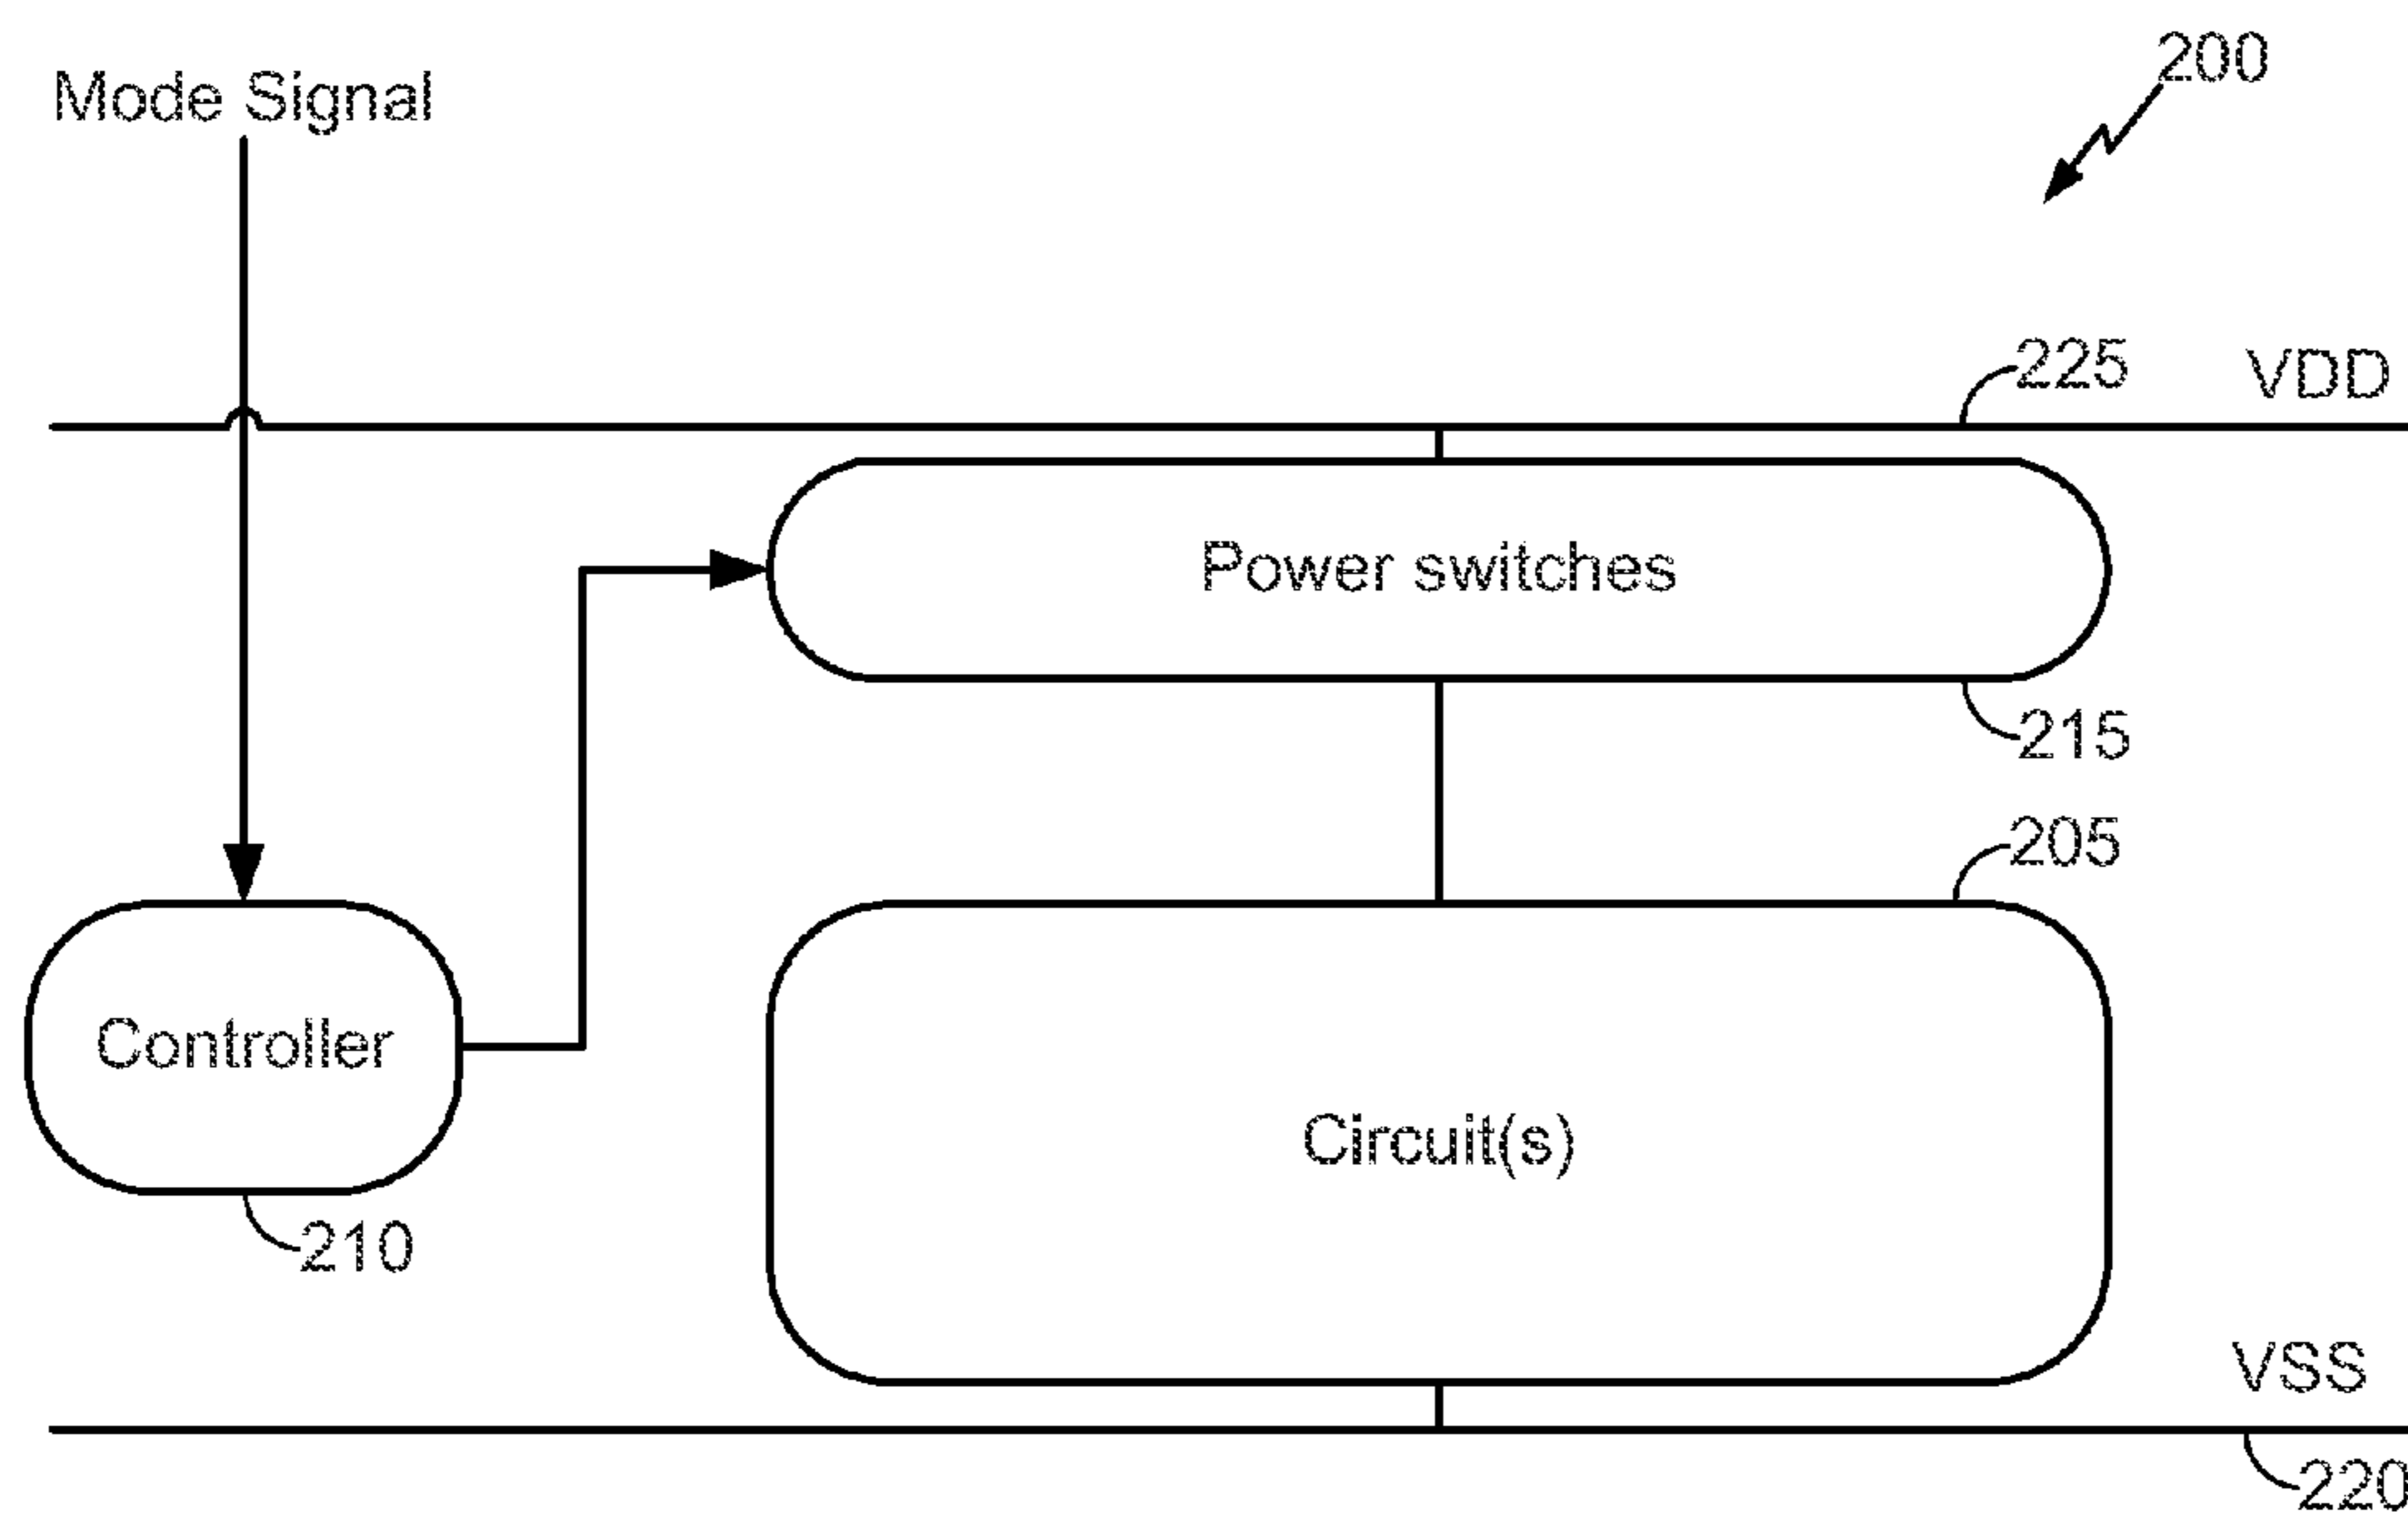 200
Mode Signal
225
VDD
Power switches
215
205
Controller
Circuit(s)
210
VSS
220